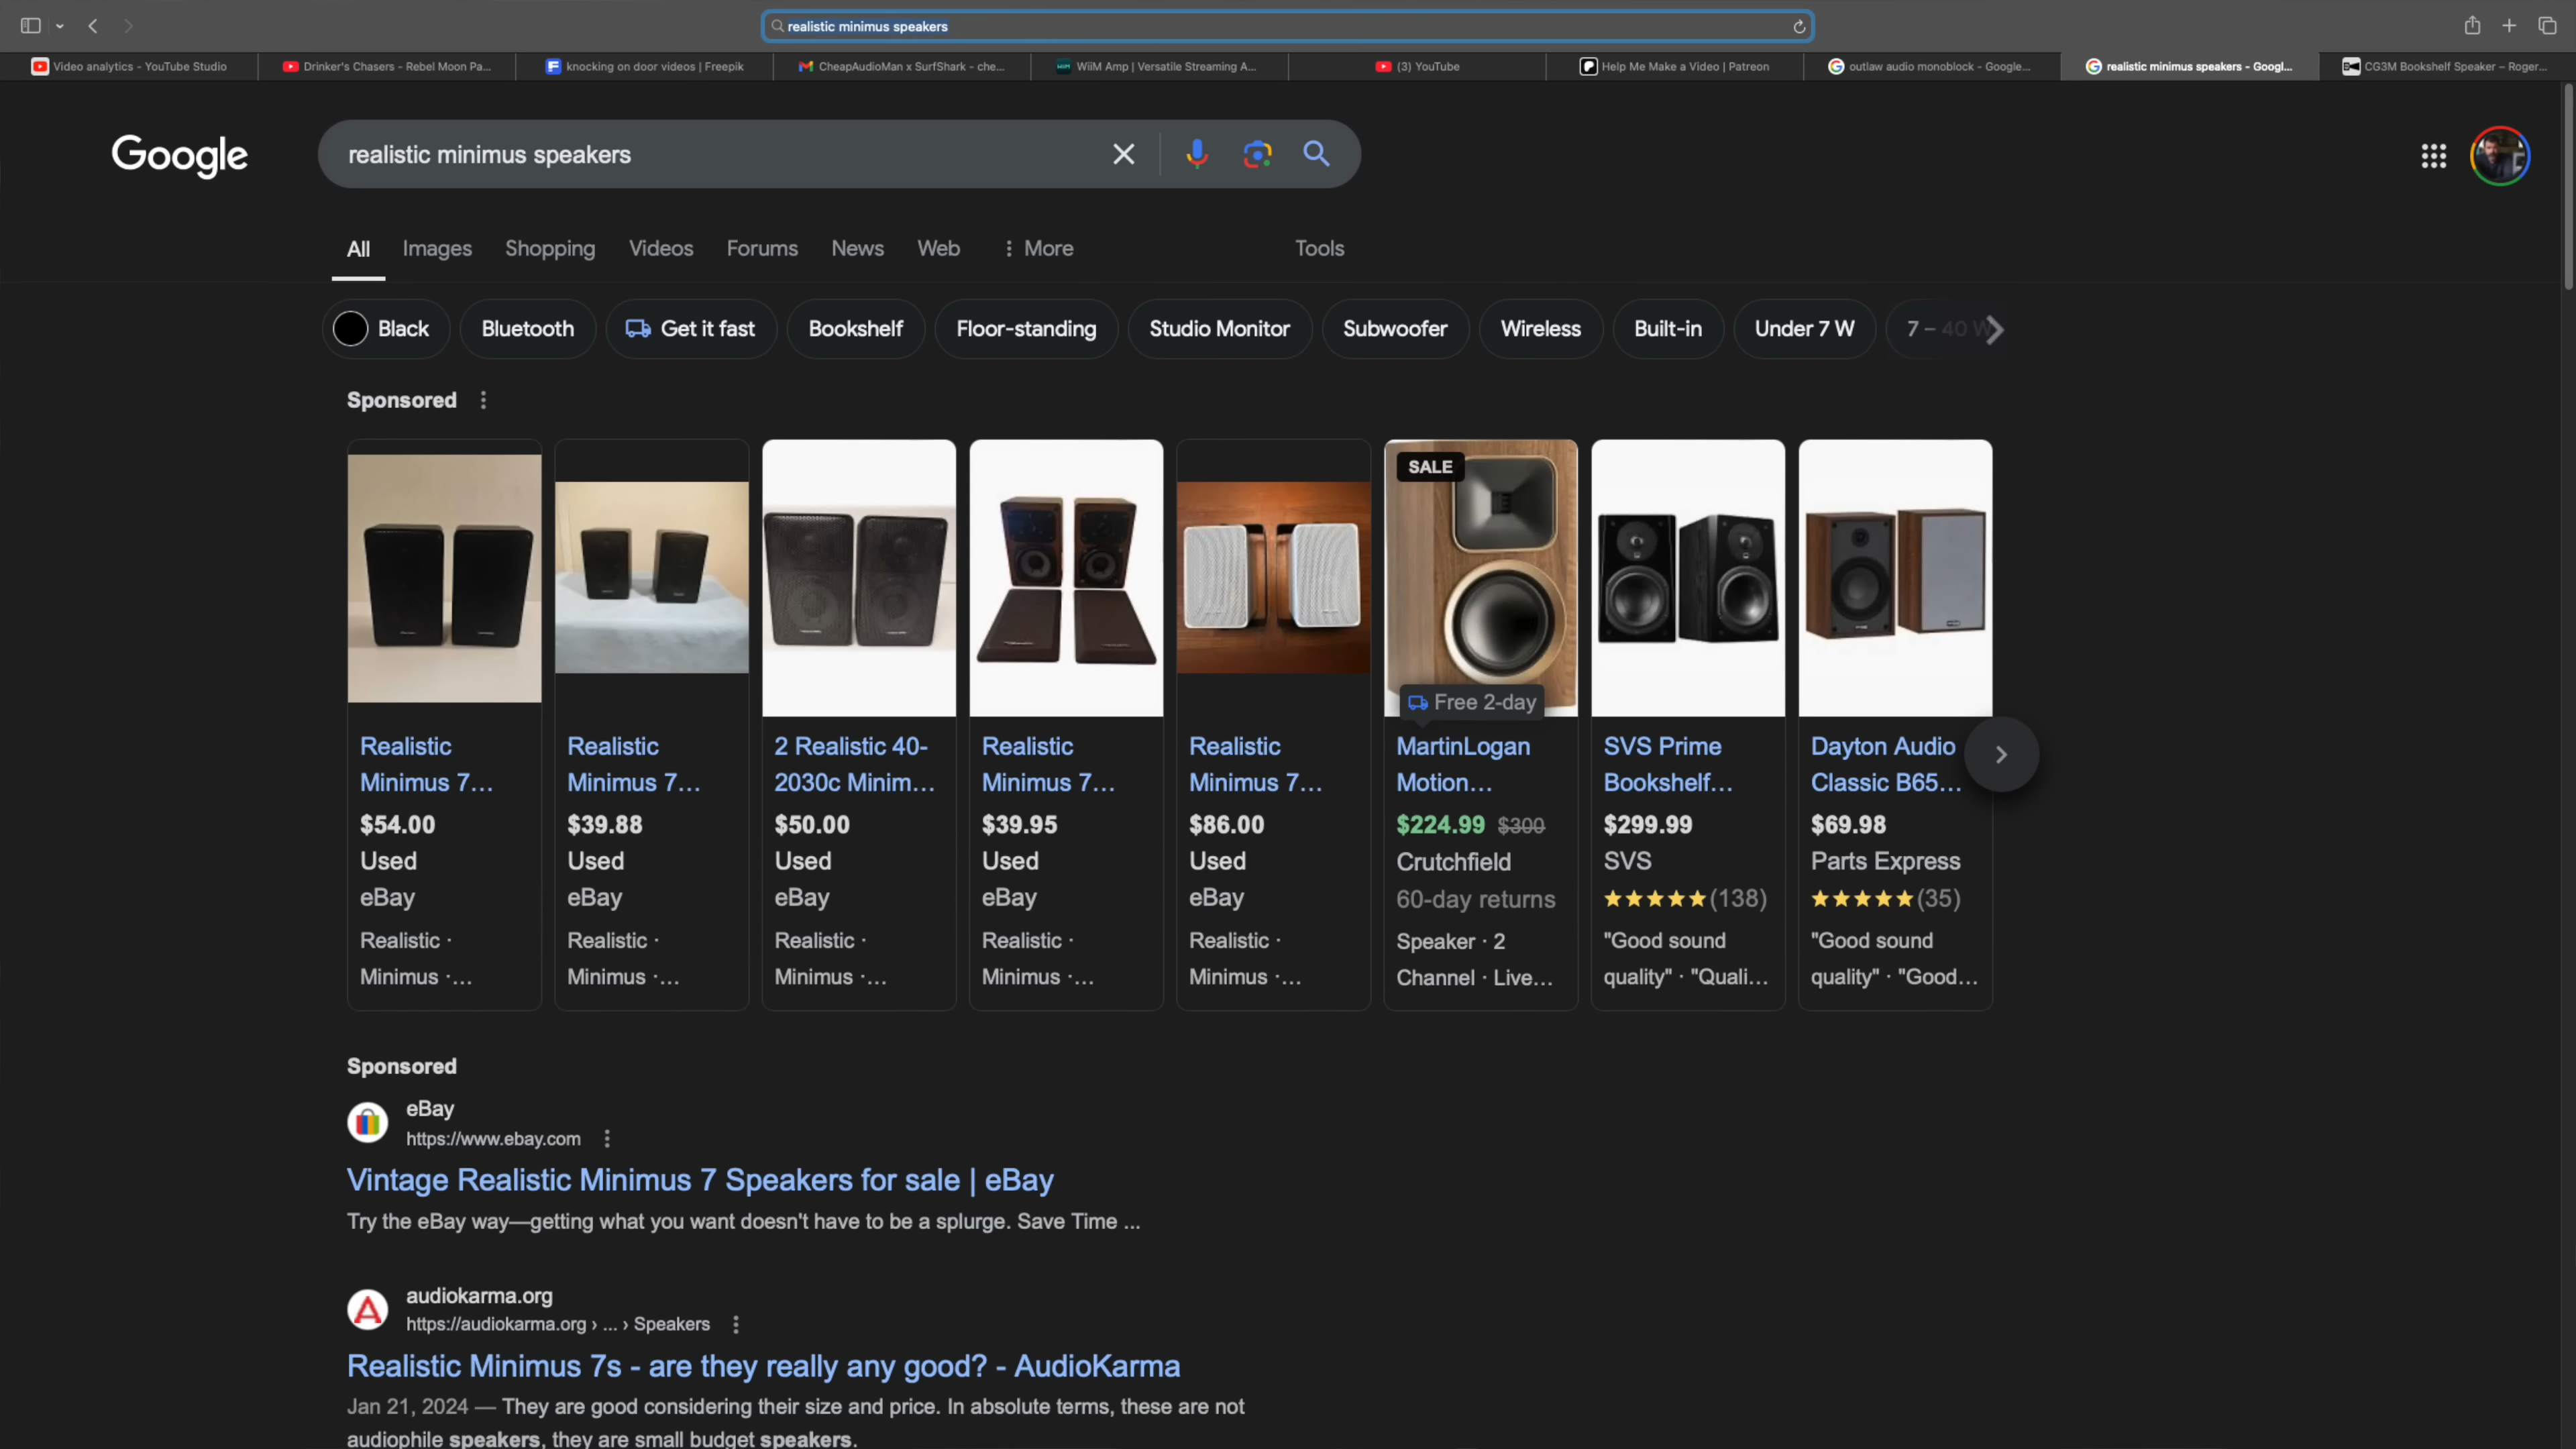 realistic minimus speakers
Video analytics - YouTube Studio
Drinker's Chasers - Rebel Moon Pa...
knocking on door videos | Freepik
CheapAudioMan x SurfShark - che...
WiiM Amp | Versatile Streaming A...
(3) YouTube
Help Me Make a Video | Patreon
outlaw audio monoblock - Google...
realistic minimus speakers - Googl...
CG3M Bookshelf Speaker – Roger...
Google
realistic minimus speakers
All Images Shopping Videos Forums News Web More Tools
Black Bluetooth Get it fast Bookshelf Floor-standing Studio Monitor Subwoofer Wireless Built-in Under 7 W 7 – 40 W
Sponsored
SALE
Free 2-day
Realistic
Minimus 7...
$54.00
Used
eBay
Realistic ·
Minimus ·...
Realistic
Minimus 7...
$39.88
Used
eBay
Realistic ·
Minimus ·...
2 Realistic 40-
2030c Minim...
$50.00
Used
eBay
Realistic ·
Minimus ·...
Realistic
Minimus 7...
$39.95
Used
eBay
Realistic ·
Minimus ·...
Realistic
Minimus 7...
$86.00
Used
eBay
Realistic ·
Minimus ·...
MartinLogan
Motion...
$224.99 $300
Crutchfield
60-day returns
Speaker · 2
Channel · Live...
SVS Prime
Bookshelf...
$299.99
SVS
★★★★★(138)
"Good sound
quality" · "Quali...
Dayton Audio
Classic B65...
$69.98
Parts Express
★★★★★(35)
"Good sound
quality" · "Good...
Sponsored
eBay
https://www.ebay.com
Vintage Realistic Minimus 7 Speakers for sale | eBay
Try the eBay way—getting what you want doesn't have to be a splurge. Save Time ...
audiokarma.org
https://audiokarma.org › ... › Speakers
Realistic Minimus 7s - are they really any good? - AudioKarma
Jan 21, 2024 — They are good considering their size and price. In absolute terms, these are not
audiophile speakers, they are small budget speakers.